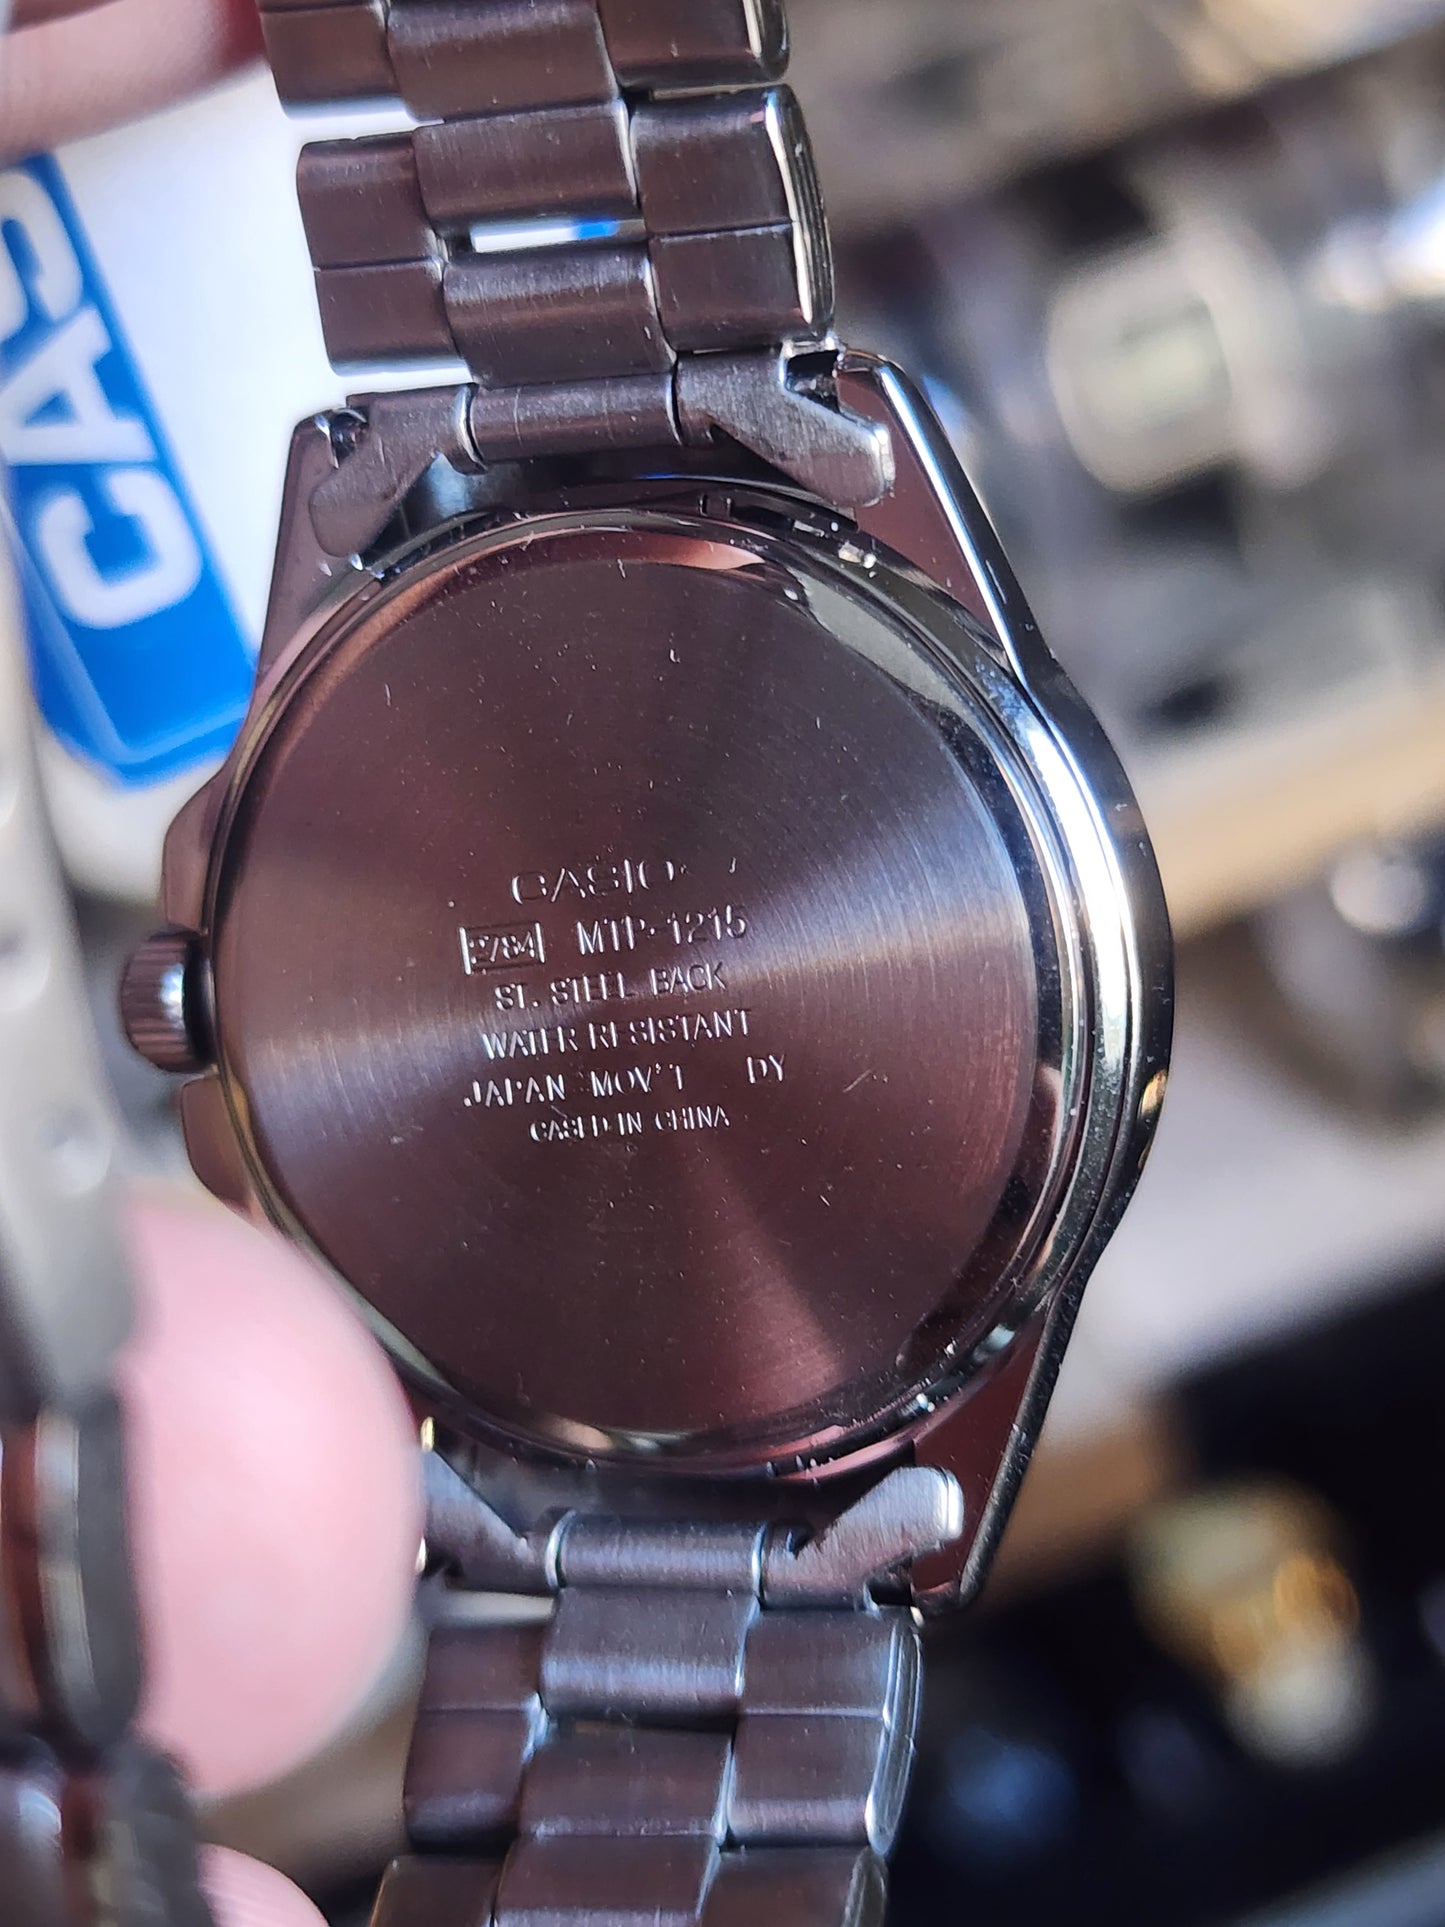 CAS
CASIO
2784 MTP-1215
ST. STEEL BACK
WATER RESISTANT
JAPAN MOV'T DY
CASED IN CHINA